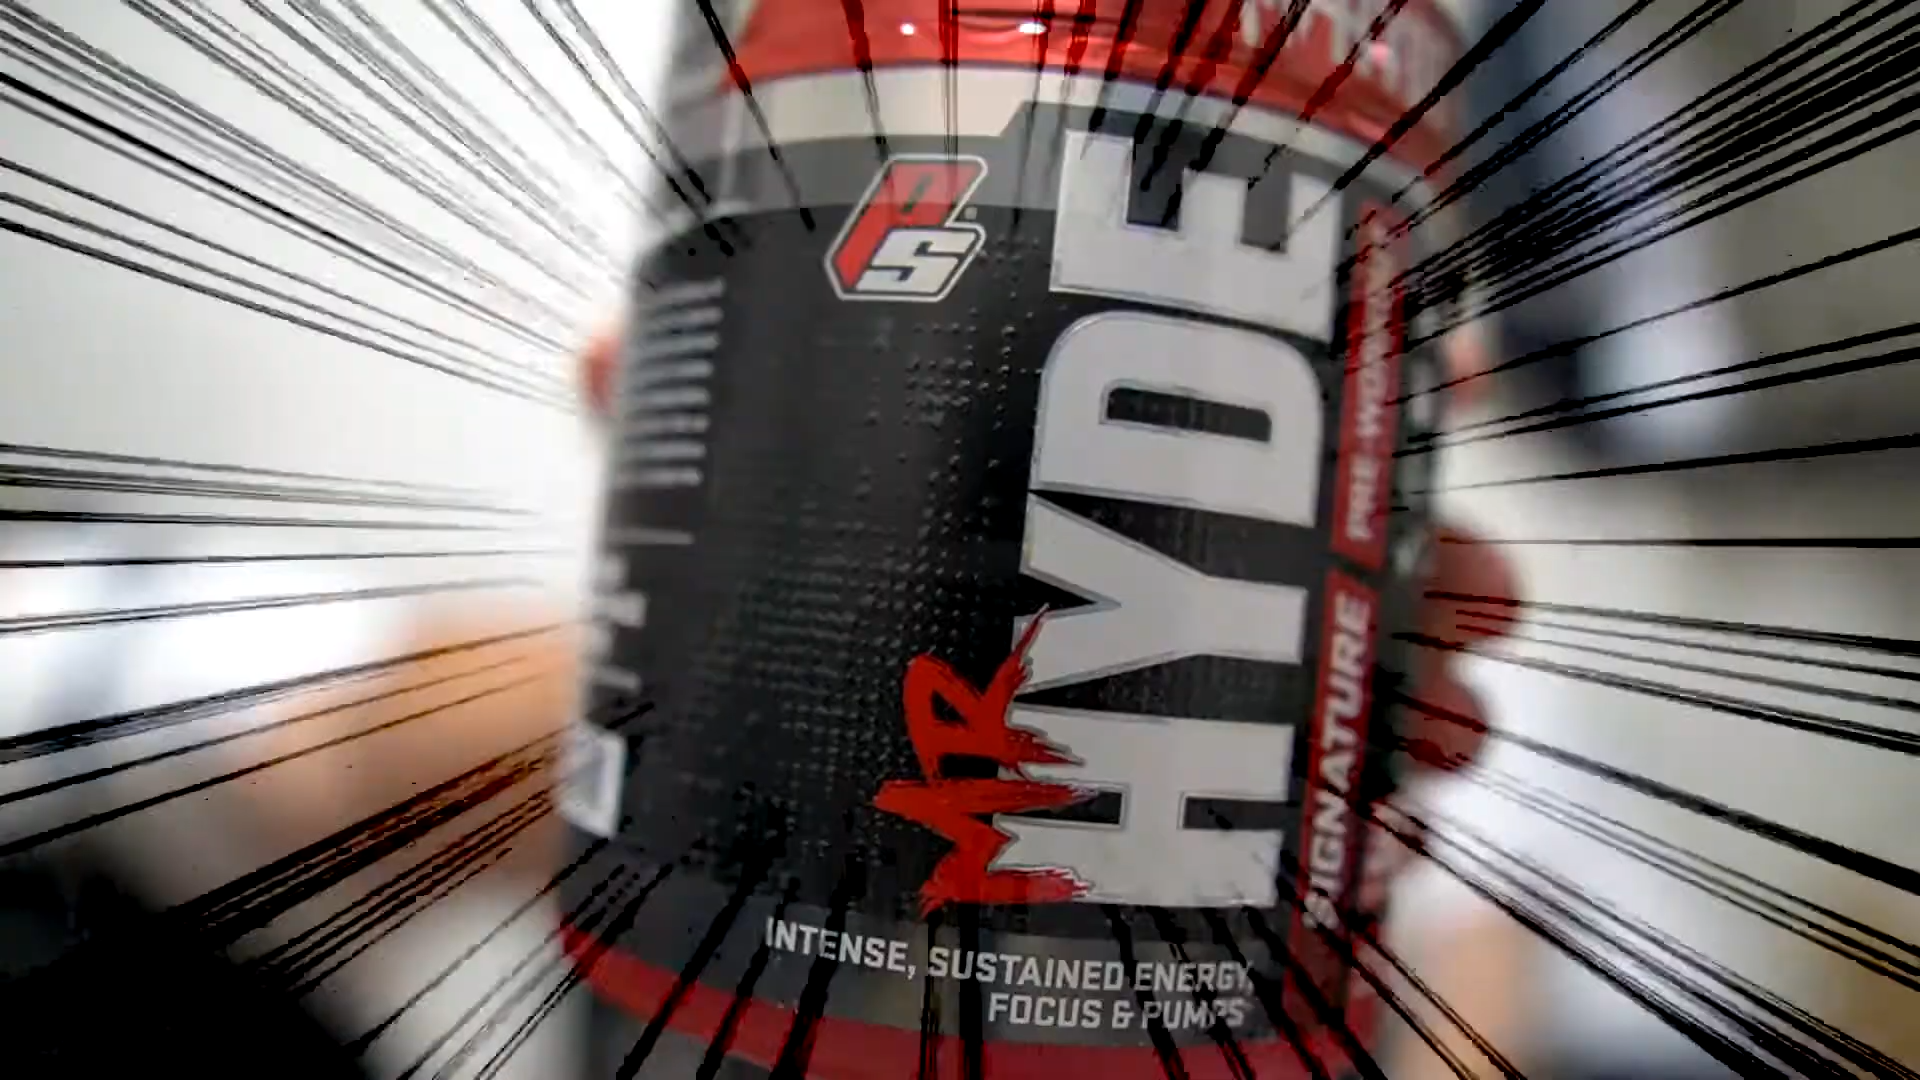 PS
MR
HYDE
SIGNATURE PRE-WORKOUT
INTENSE, SUSTAINED ENERGY,
FOCUS & PUMPS